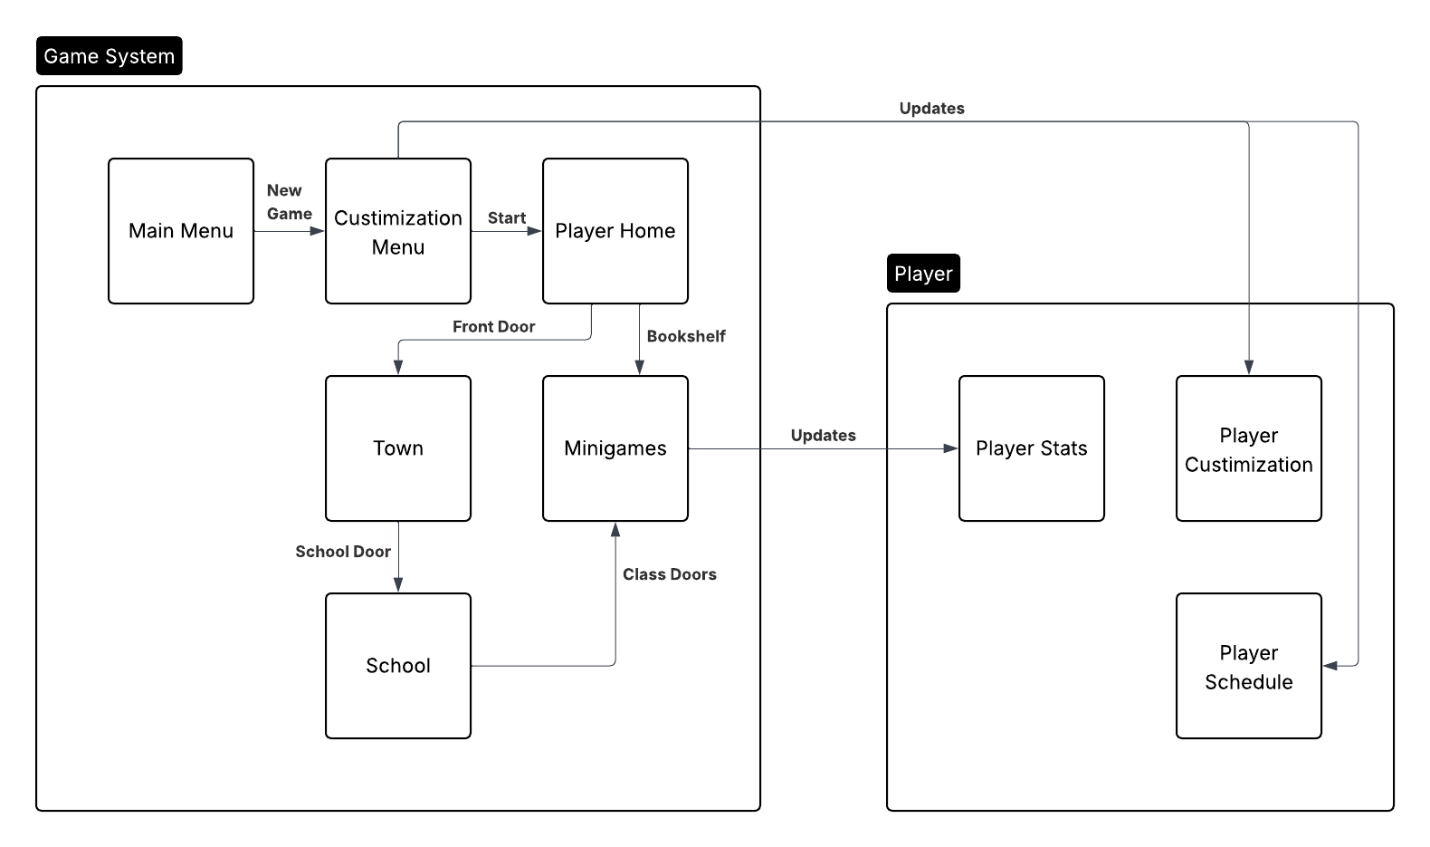 Game System
Updates
New
Game
Main Menu
Custimization
Menu
Start
Player Home
Player
Front Door
Bookshelf
Town
Minigames
Updates
Player Stats
Player
Custimization
School Door
Class Doors
School
Player
Schedule